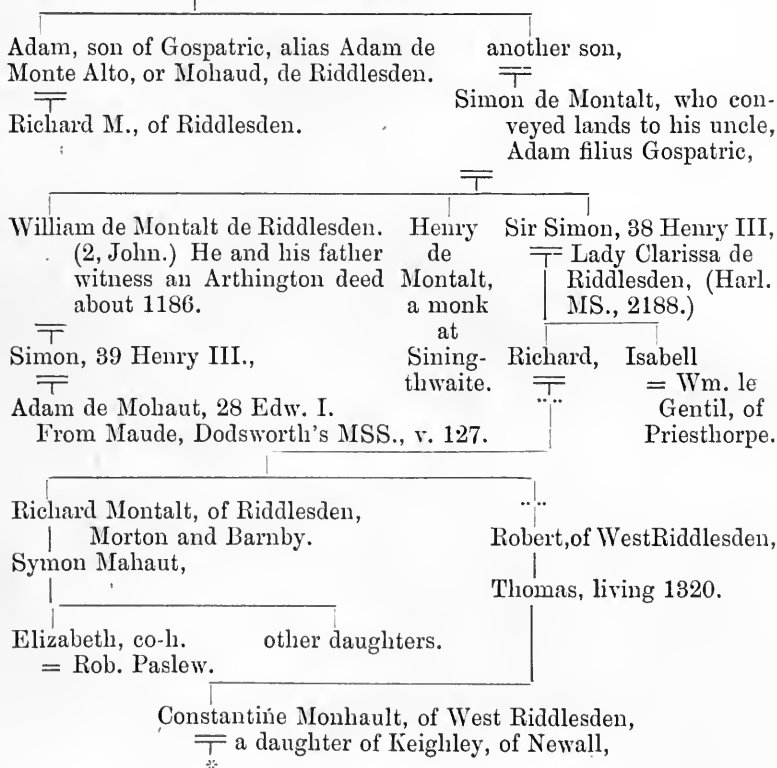 Adam, son of Gospatric, alias Adam de
Monte Alto, or Mohaud, de Riddlesden.
another son,
Richard M., of Riddlesden.
Simon de Montalt, who con-
veyed lands to his uncle,
Adam filius Gospatric,
William de Montalt de Riddlesden.
(2, John.) He and his father
witness an Arthington deed
about 1186.
Henry
de
Montalt,
a monk
at
Sining-
thwaite.
Sir Simon, 38 Henry III,
Lady Clarissa de
Riddlesden, (Harl.
MS., 2188.)
Simon, 39 Henry III.,
Richard,
Isabell
= Wm. le
Gentil, of
Priesthorpe.
Adam de Mohaut, 28 Edw. I.
From Maude, Dodsworth's MSS., v. 127.
Richard Montalt, of Riddlesden,
Morton and Barnby.
Robert, of West Riddlesden,
Symon Mahaut,
Thomas, living 1320.
Elizabeth, co-h.
= Rob. Paslew.
other daughters.
Constantine Monhault, of West Riddlesden,
a daughter of Keighley, of Newall,